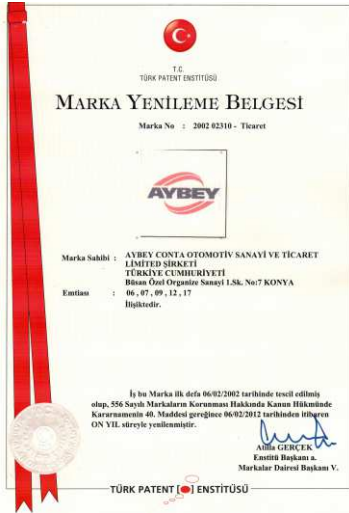 T.C.
TÜRK PATENT ENSTİTÜSÜ
MARKA YENİLEME BELGESİ
Marka No : 2002 02310 - Ticaret
AYBEY
Marka Sahibi : AYBEY CONTA OTOMOTİV SANAYİ VE TİCARET
LİMİTED ŞİRKETİ
TÜRKİYE CUMHURİYETİ
Büsan Özel Organize Sanayi 1.Sk. No:7 KONYA
Emtiası : 06 , 07 , 09 , 12 , 17
İlişiktedir.
İş bu Marka ilk defa 06/02/2002 tarihinde tescil edilmiş
olup, 556 Sayılı Markaların Korunması Hakkında Kanun Hükmünde
Kararnamenin 40. Maddesi gereğince 06/02/2012 tarihinden itibaren
ON YIL süreyle yenilenmiştir.
Atilla GERÇEK
Enstitü Başkanı a.
Markalar Dairesi Başkanı V.
TÜRK PATENT ENSTİTÜSÜ